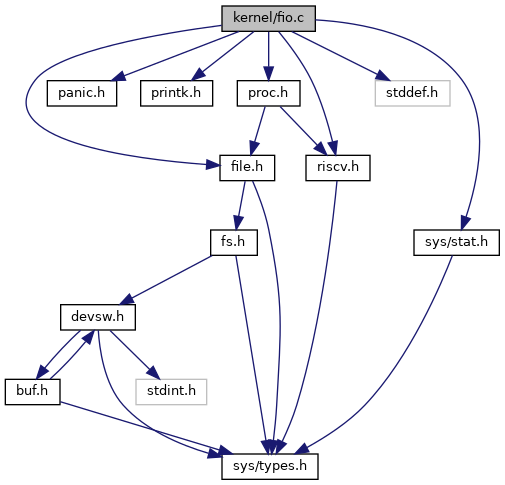 kernel/fio.c
panic.h
printk.h
proc.h
stddef.h
file.h
riscv.h
fs.h
sys/stat.h
devsw.h
buf.h
stdint.h
sys/types.h